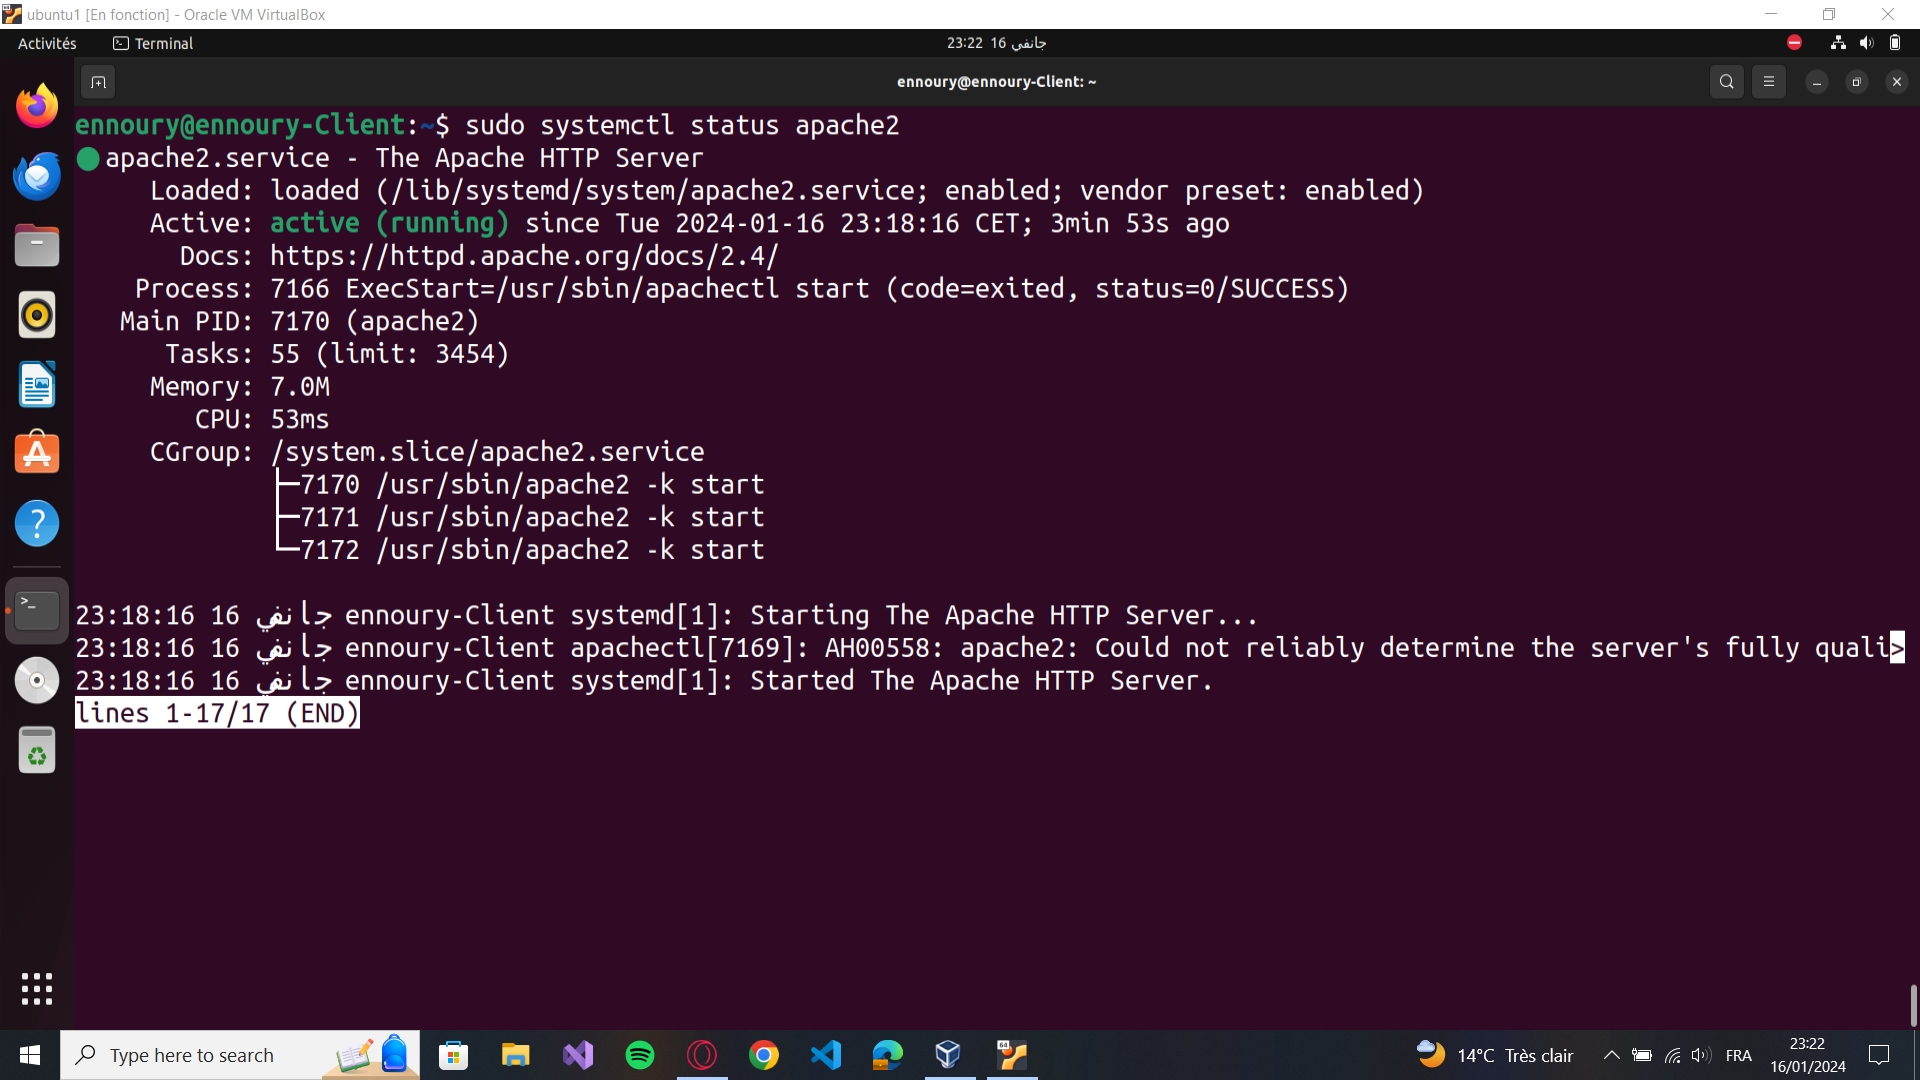 ubuntu1 [En fonction] - Oracle VM VirtualBox
Activités
Terminal
23:22 16 جانفي
ennoury@ennoury-Client: ~
ennoury@ennoury-Client:~$ sudo systemctl status apache2
apache2.service - The Apache HTTP Server
Loaded: loaded (/lib/systemd/system/apache2.service; enabled; vendor preset: enabled)
Active: active (running) since Tue 2024-01-16 23:18:16 CET; 3min 53s ago
Docs: https://httpd.apache.org/docs/2.4/
Process: 7166 ExecStart=/usr/sbin/apachectl start (code=exited, status=0/SUCCESS)
Main PID: 7170 (apache2)
Tasks: 55 (limit: 3454)
Memory: 7.0M
CPU: 53ms
CGroup: /system.slice/apache2.service
├─7170 /usr/sbin/apache2 -k start
├─7171 /usr/sbin/apache2 -k start
└─7172 /usr/sbin/apache2 -k start
23:18:16 16 جانفي ennoury-Client systemd[1]: Starting The Apache HTTP Server...
23:18:16 16 جانفي ennoury-Client apachectl[7169]: AH00558: apache2: Could not reliably determine the server's fully quali>
23:18:16 16 جانفي ennoury-Client systemd[1]: Started The Apache HTTP Server.
lines 1-17/17 (END)
Type here to search
14°C Très clair
FRA
23:22
16/01/2024